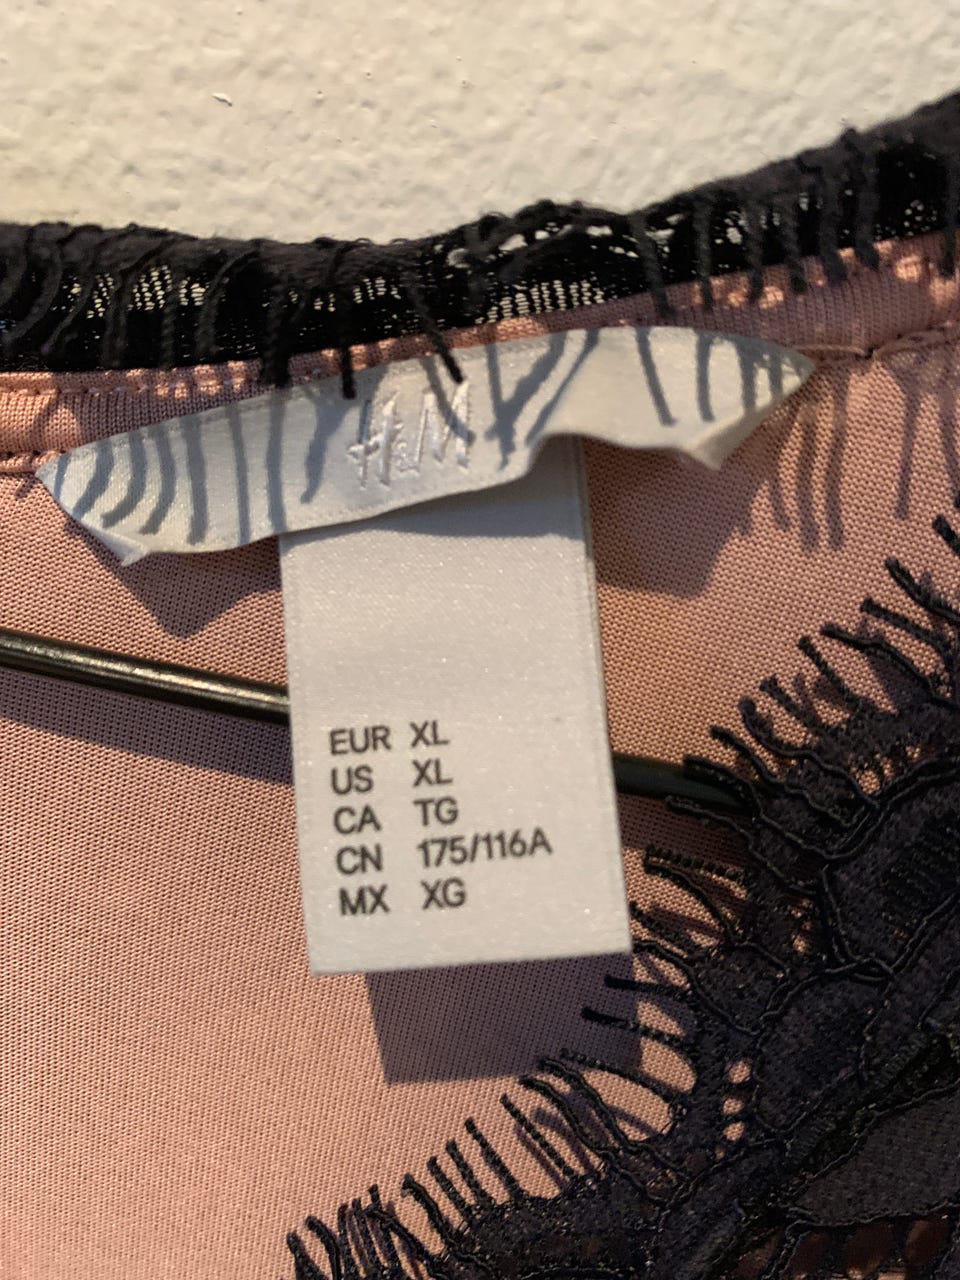 H&M
EUR XL
US XL
CA TG
CN 175/116A
MX XG